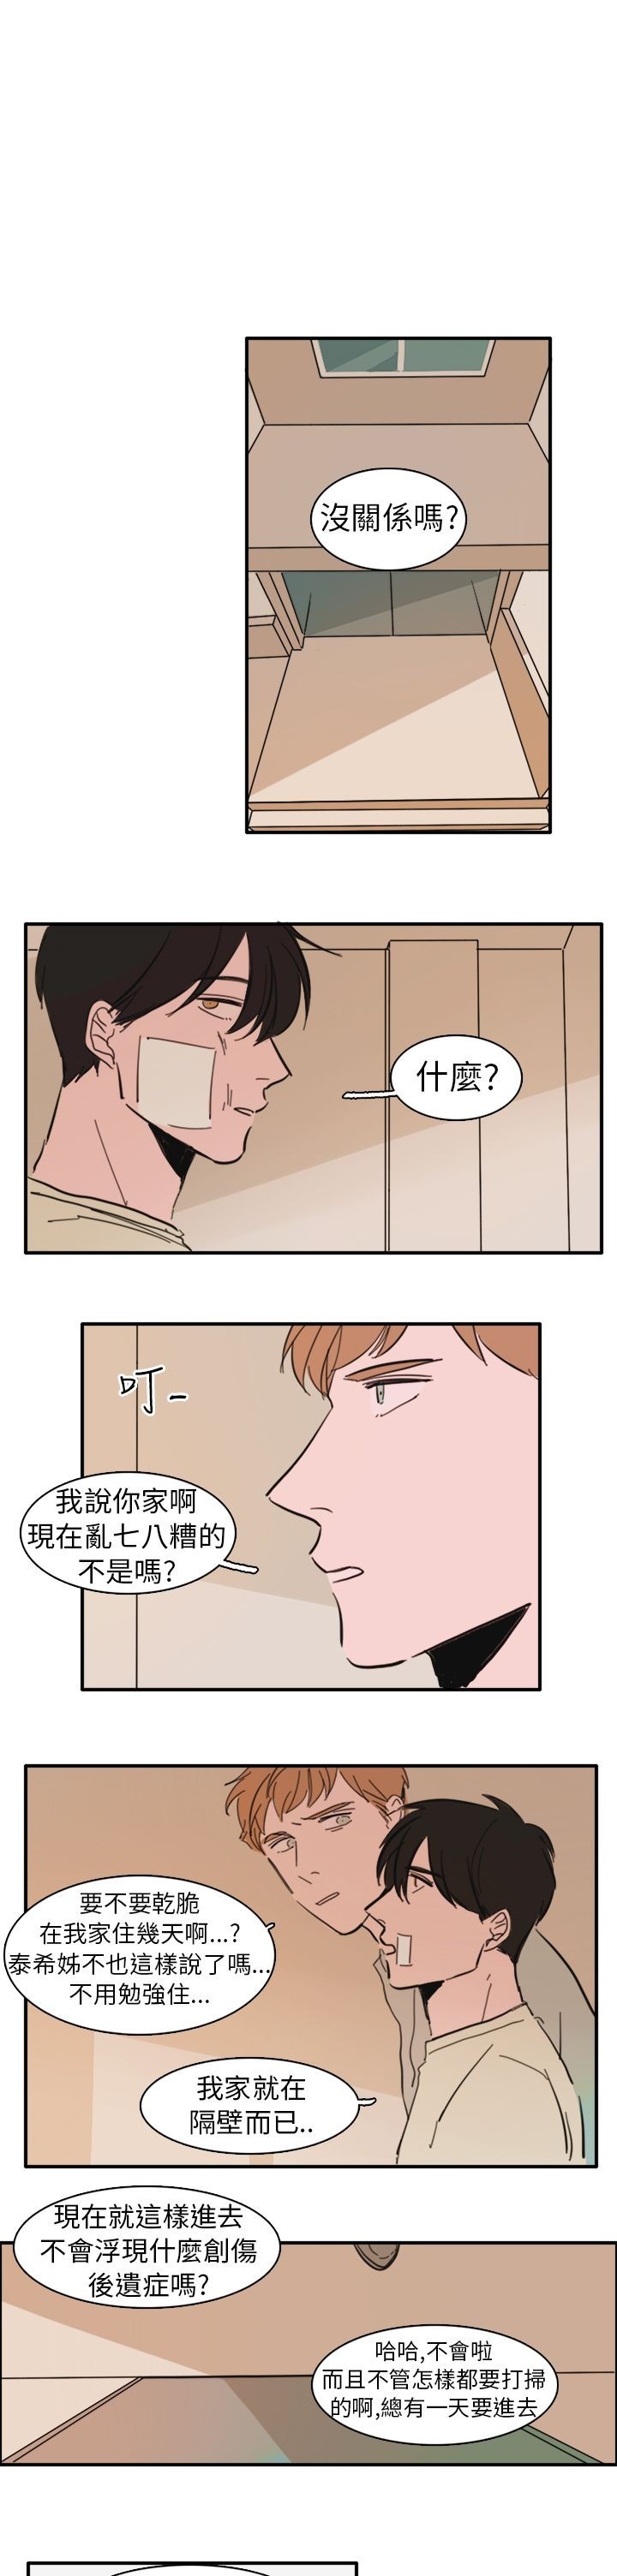 沒關係嗎?
什麼?
叮-
我說你家啊
現在亂七八糟的
不是嗎?
要不要乾脆
在我家住幾天啊...?
泰希姊不也這樣說了嗎...
不用勉強住...
我家就在
隔壁而已..
現在就這樣進去
不會浮現什麼創傷
後遺症嗎?
哈哈,不會啦
而且不管怎樣都要打掃
的啊,總有一天要進去